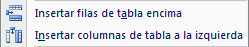 Insertar filas de tabla encima
Insertar columnas de tabla a la izquierda